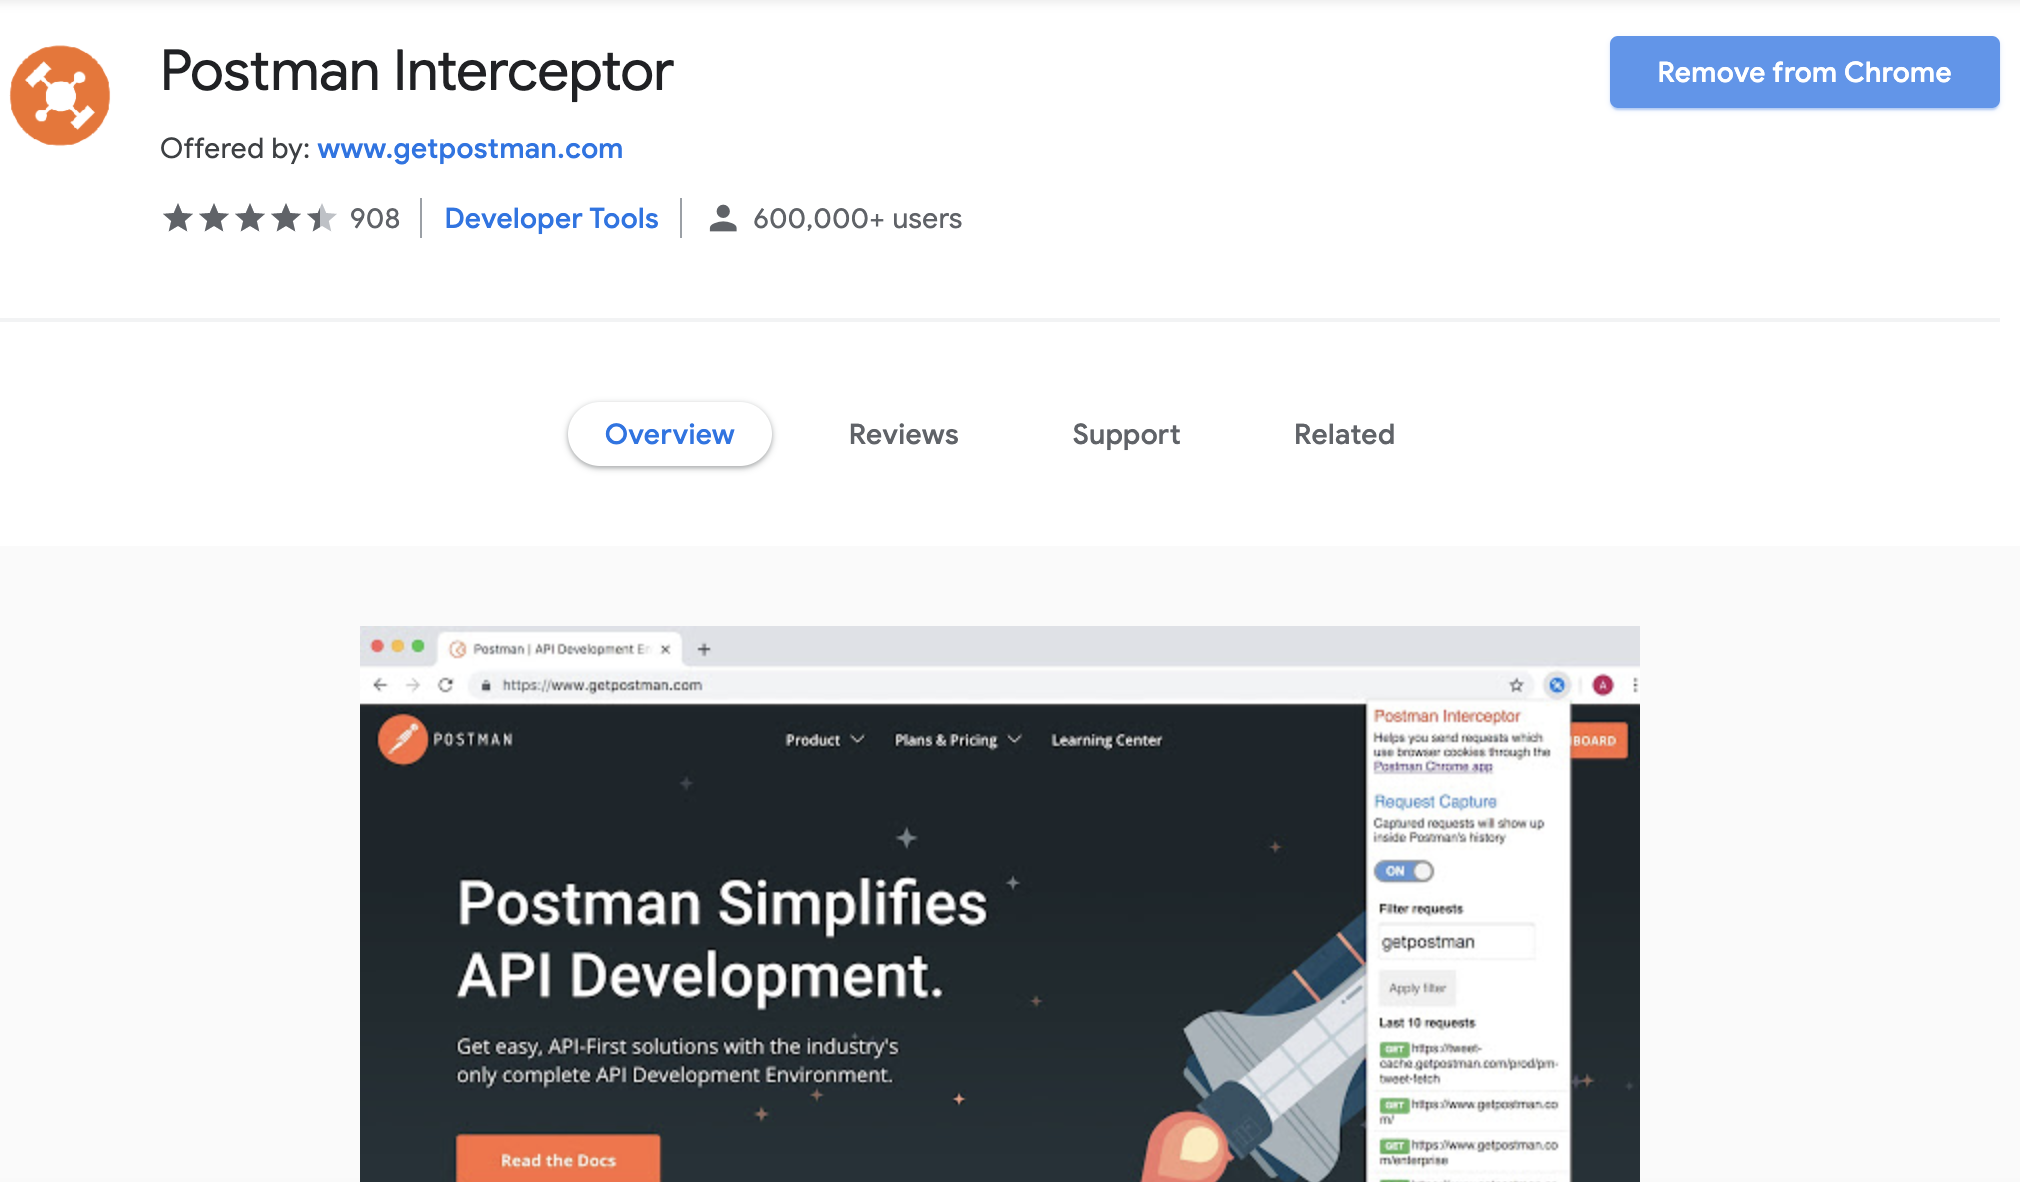 Postman Interceptor
Remove from Chrome
Offered by: www.getpostman.com
908
Developer Tools
600,000+ users
Overview
Reviews
Support
Related
Postman | API Development En
https://www.getpostman.com
A
POSTMAN
Product
Plans & Pricing
Learning Center
BOARD
Postman Simplifies
API Development.
Get easy, API-First solutions with the industry's
only complete API Development Environment.
Read the Docs
Postman Interceptor
Helps you send requests which
use browser cookies through the
Postman Chrome app
Request Capture
Captured requests will show up
inside Postman's history
ON
Filter requests
getpostman
Apply filter
Last 10 requests
GET https://tweet-
cache.getpostman.com/prod/pm-
tweet-fetch
GET https://www.getpostman.co
m/
GET https://www.getpostman.co
m/enterprise